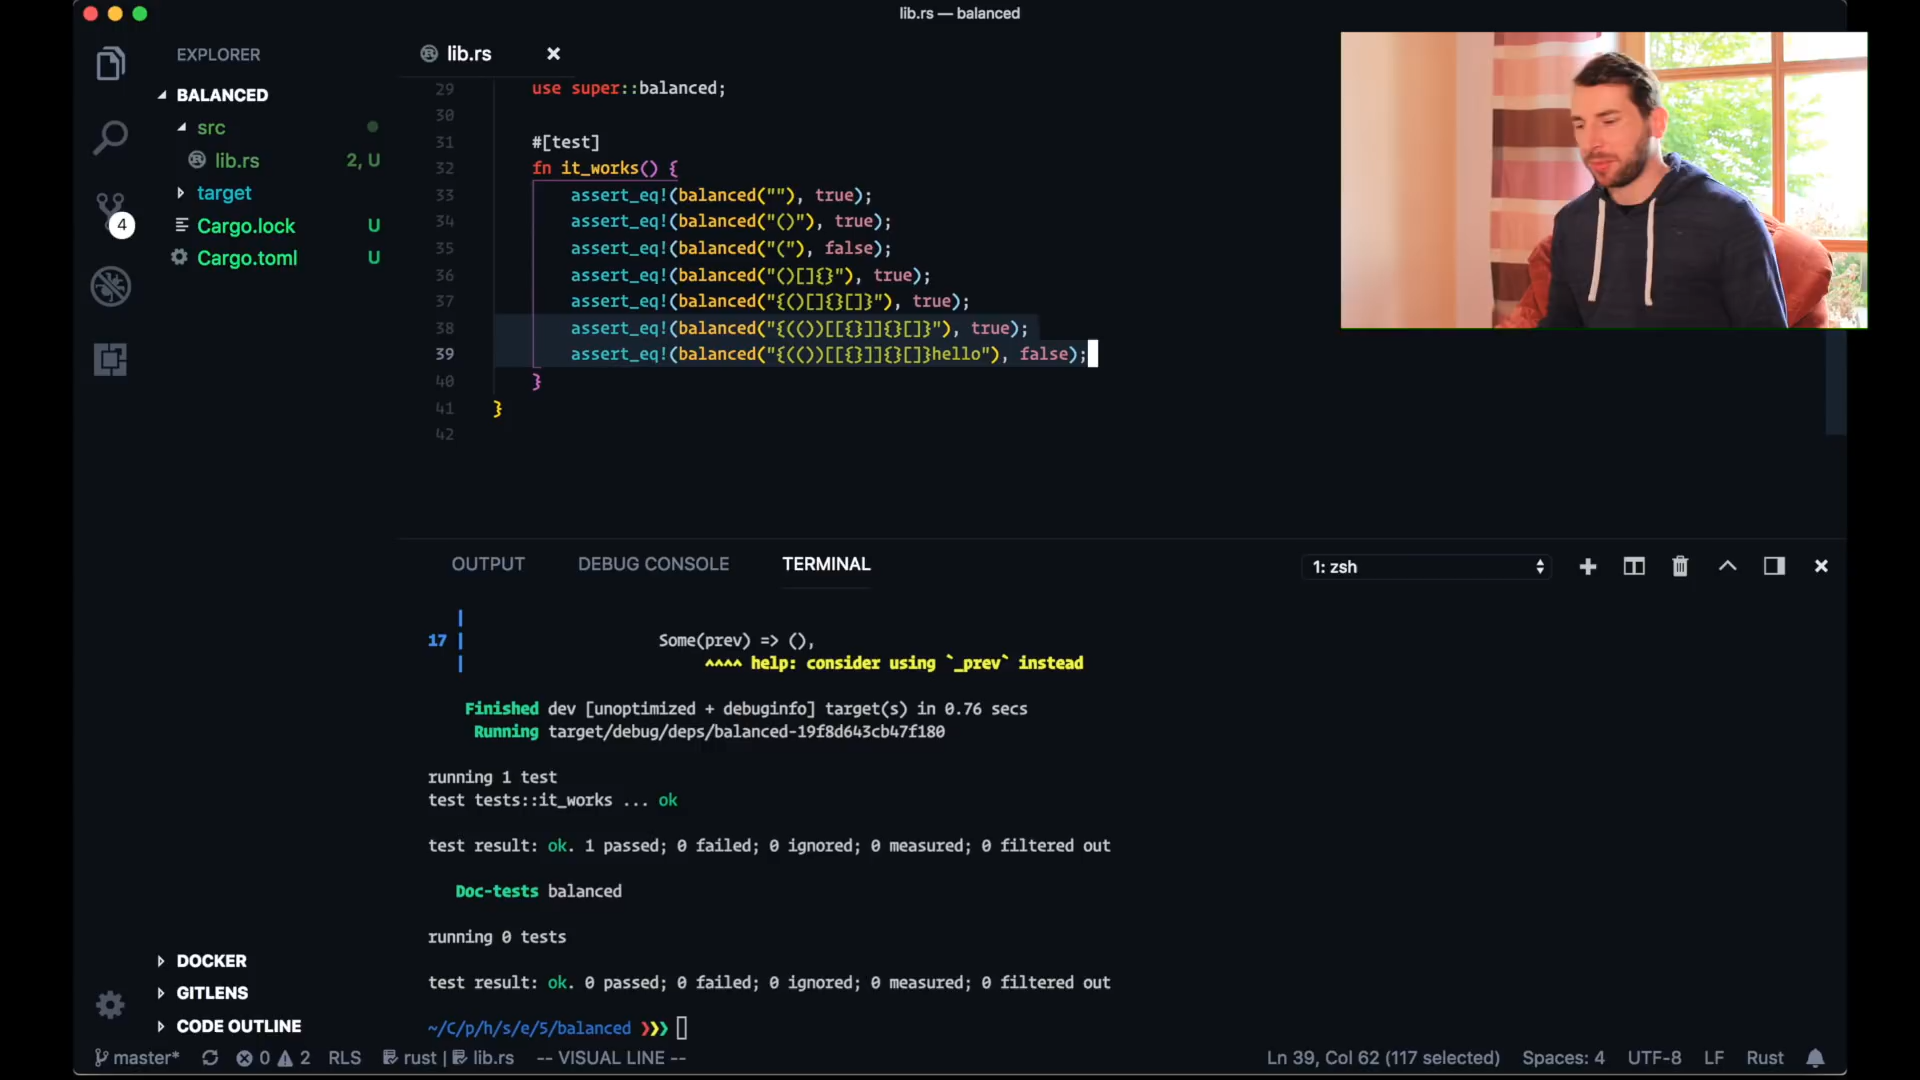 lib.rs — balanced
EXPLORER
BALANCED
src
lib.rs 2, U
target
Cargo.lock U
Cargo.toml U
4
DOCKER
GITLENS
CODE OUTLINE
lib.rs
29 use super::balanced;
30
31 #[test]
32 fn it_works() {
33 assert_eq!(balanced(""), true);
34 assert_eq!(balanced("()"), true);
35 assert_eq!(balanced("("), false);
36 assert_eq!(balanced("()[]{}"), true);
37 assert_eq!(balanced("{()[]{}[]}"), true);
38 assert_eq!(balanced("{(())[[{}]]{}[]}"), true);
39 assert_eq!(balanced("{(())[[{}]]{}[]}hello"), false);
40 }
41 }
42
OUTPUT DEBUG CONSOLE TERMINAL 1: zsh
|
17 | Some(prev) => (),
| ^^^^ help: consider using `_prev` instead
Finished dev [unoptimized + debuginfo] target(s) in 0.76 secs
Running target/debug/deps/balanced-19f8d643cb47f180
running 1 test
test tests::it_works ... ok
test result: ok. 1 passed; 0 failed; 0 ignored; 0 measured; 0 filtered out
Doc-tests balanced
running 0 tests
test result: ok. 0 passed; 0 failed; 0 ignored; 0 measured; 0 filtered out
~/C/p/h/s/e/5/balanced ❯❯❯
master* 0 2 RLS rust | lib.rs -- VISUAL LINE -- Ln 39, Col 62 (117 selected) Spaces: 4 UTF-8 LF Rust